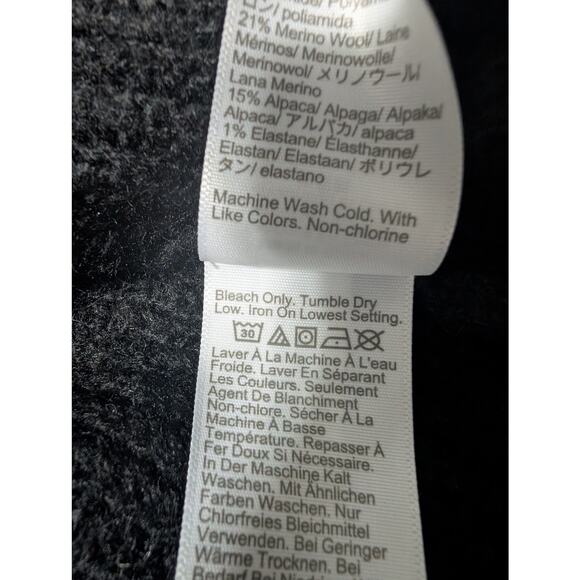 ロン/poliamida
21% Merino Wool/ Laine
Mérinos/ Merinowolle/
Merinowol/ メリノウール/
Lana Merino
15% Alpaca/ Alpaga/ Alpaka/
Alpaca/ アルパカ/ alpaca
1% Elastane/ Élasthanne/
Elastan/ Elastaan/ ポリウレ
タン/ elastano
Machine Wash Cold. With
Like Colors. Non-chlorine
Bleach Only. Tumble Dry
Low. Iron On Lowest Setting.
30
Laver À La Machine À L'eau
Froide. Laver En Séparant
Les Couleurs. Seulement
Agent De Blanchiment
Non-chlore. Sécher À La
Machine À Basse
Température. Repasser À
Fer Doux Si Nécessaire.
In Der Maschine Kalt
Waschen. Mit Ähnlichen
Farben Waschen. Nur
Chlorfreies Bleichmittel
Verwenden. Bei Geringer
Wärme Trocknen. Bei